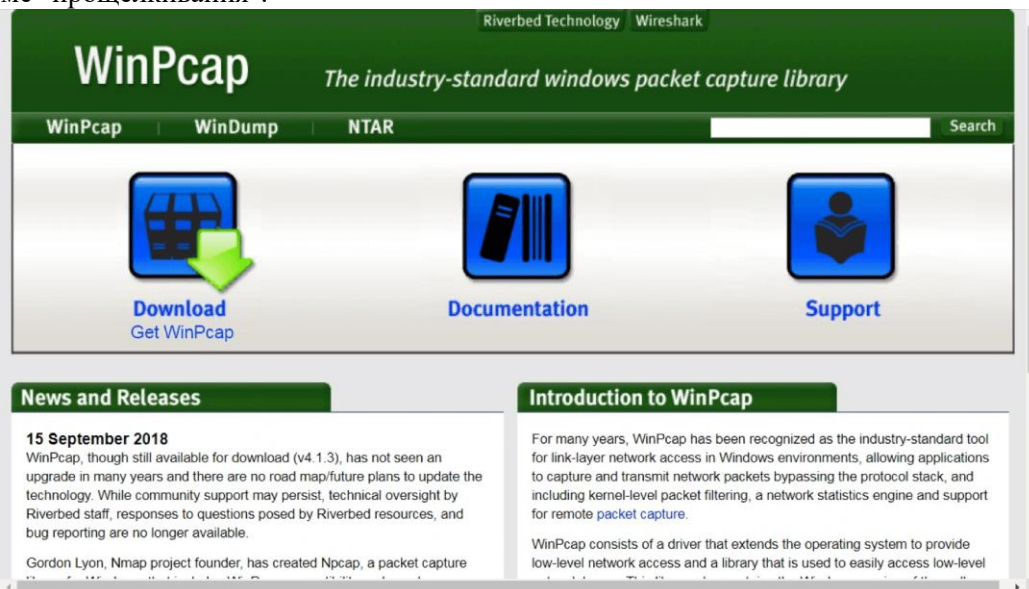 "прощелкивания".
Riverbed Technology Wireshark
WinPcap
The industry-standard windows packet capture library
WinPcap WinDump NTAR Search
Download
Get WinPcap
Documentation
Support
News and Releases
15 September 2018
WinPcap, though still available for download (v4.1.3), has not seen an
upgrade in many years and there are no road map/future plans to update the
technology. While community support may persist, technical oversight by
Riverbed staff, responses to questions posed by Riverbed resources, and
bug reporting are no longer available.
Gordon Lyon, Nmap project founder, has created Npcap, a packet capture
Introduction to WinPcap
For many years, WinPcap has been recognized as the industry-standard tool
for link-layer network access in Windows environments, allowing applications
to capture and transmit network packets bypassing the protocol stack, and
including kernel-level packet filtering, a network statistics engine and support
for remote packet capture.
WinPcap consists of a driver that extends the operating system to provide
low-level network access and a library that is used to easily access low-level